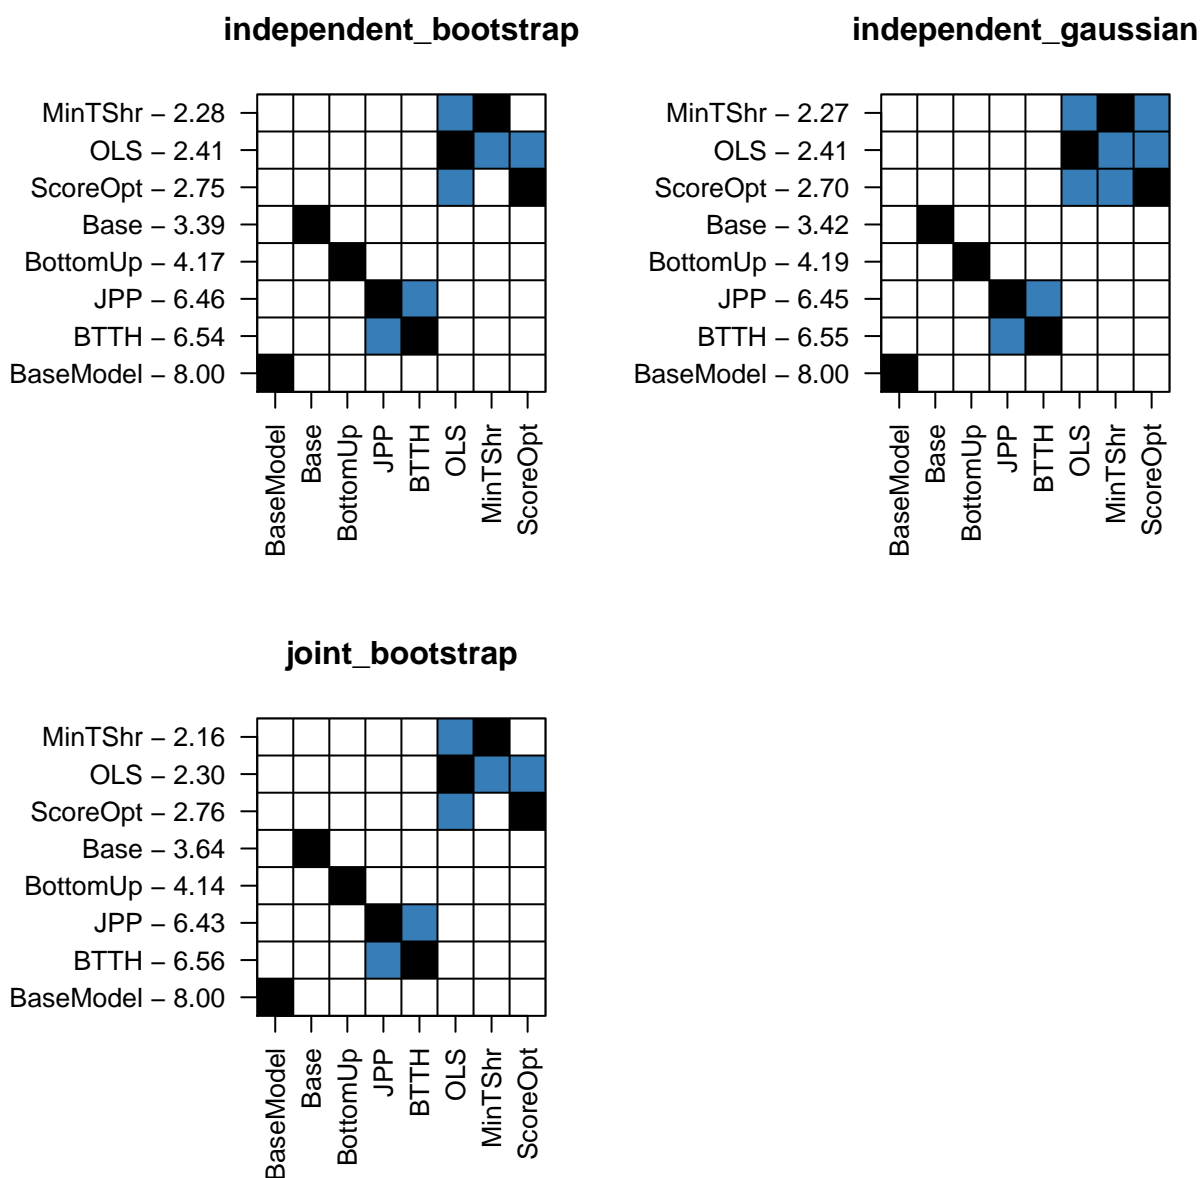 independent_bootstrap
MinTShr – 2.28
OLS – 2.41
ScoreOpt – 2.75
Base – 3.39
BottomUp – 4.17
JPP – 6.46
BTTH – 6.54
BaseModel – 8.00
BaseModel
Base
BottomUp
JPP
BTTH
OLS
MinTShr
ScoreOpt
independent_gaussian
MinTShr – 2.27
OLS – 2.41
ScoreOpt – 2.70
Base – 3.42
BottomUp – 4.19
JPP – 6.45
BTTH – 6.55
BaseModel – 8.00
BaseModel
Base
BottomUp
JPP
BTTH
OLS
MinTShr
ScoreOpt
joint_bootstrap
MinTShr – 2.16
OLS – 2.30
ScoreOpt – 2.76
Base – 3.64
BottomUp – 4.14
JPP – 6.43
BTTH – 6.56
BaseModel – 8.00
BaseModel
Base
BottomUp
JPP
BTTH
OLS
MinTShr
ScoreOpt